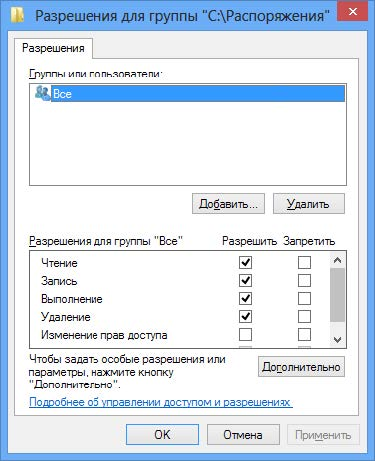 Разрешения для группы "C:\Распоряжения"
Разрешения
Группы или пользователи:
Все
Добавить...
Удалить
Разрешения для группы "Все" Разрешить Запретить
Чтение
Запись
Выполнение
Удаление
Изменение прав доступа
Чтобы задать особые разрешения или
параметры, нажмите кнопку
"Дополнительно".
Дополнительно
Подробнее об управлении доступом и разрешениях
OK
Отмена
Применить